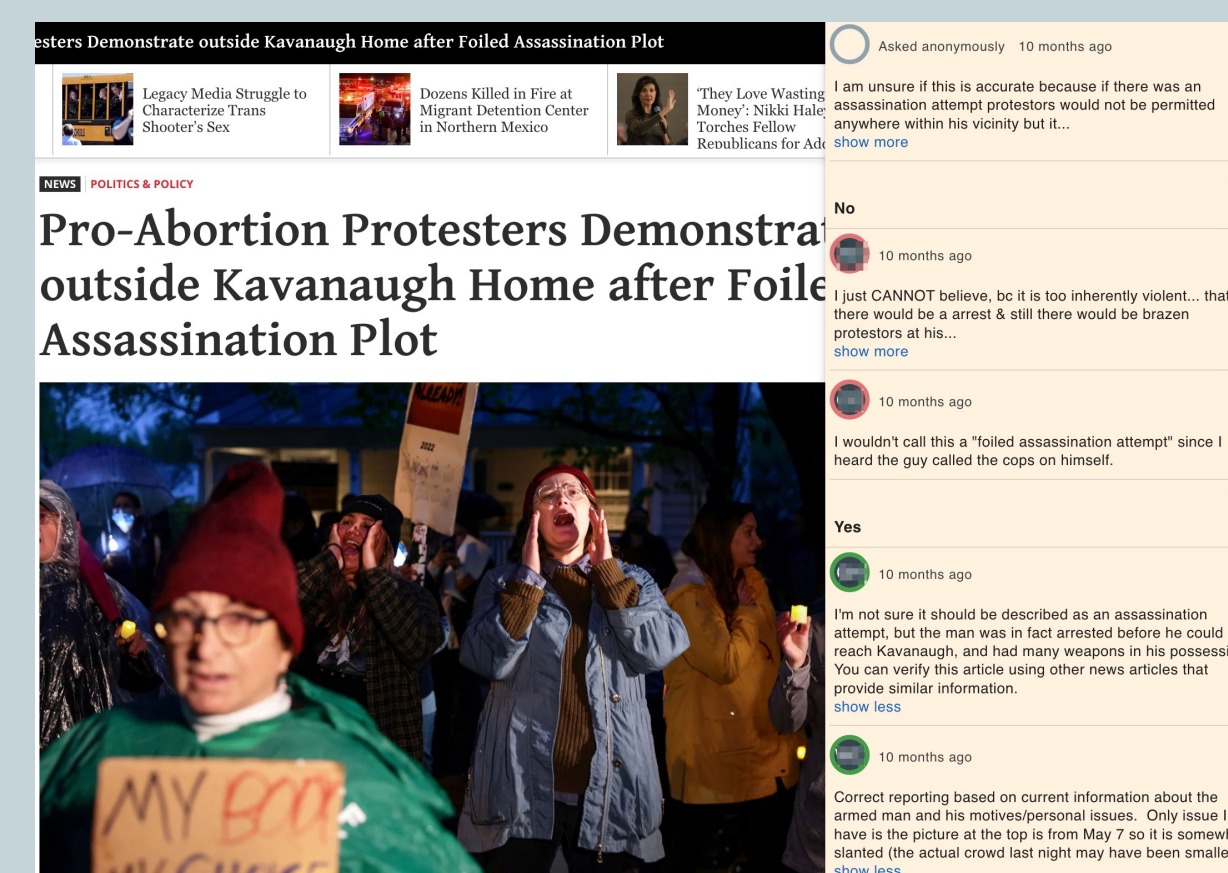 esters Demonstrate outside Kavanaugh Home after Foiled Assassination Plot
Legacy Media Struggle to
Characterize Trans
Shooter’s Sex
Dozens Killed in Fire at
Migrant Detention Center
in Northern Mexico
‘They Love Wasting
Money’: Nikki Haley
Torches Fellow
Republicans for Add
NEWS POLITICS & POLICY
Pro-Abortion Protesters Demonstrat
outside Kavanaugh Home after Foile
Assassination Plot
ALREADY!
2022
MY BODY
MY CHOICE
Asked anonymously 10 months ago
I am unsure if this is accurate because if there was an
assassination attempt protestors would not be permitted
anywhere within his vicinity but it...
show more
No
10 months ago
I just CANNOT believe, bc it is too inherently violent... that
there would be a arrest & still there would be brazen
protestors at his...
show more
10 months ago
I wouldn't call this a "foiled assassination attempt" since I
heard the guy called the cops on himself.
Yes
10 months ago
I'm not sure it should be described as an assassination
attempt, but the man was in fact arrested before he could
reach Kavanaugh, and had many weapons in his possessi
You can verify this article using other news articles that
provide similar information.
show less
10 months ago
Correct reporting based on current information about the
armed man and his motives/personal issues. Only issue I
have is the picture at the top is from May 7 so it is somewh
slanted (the actual crowd last night may have been smalle
show less